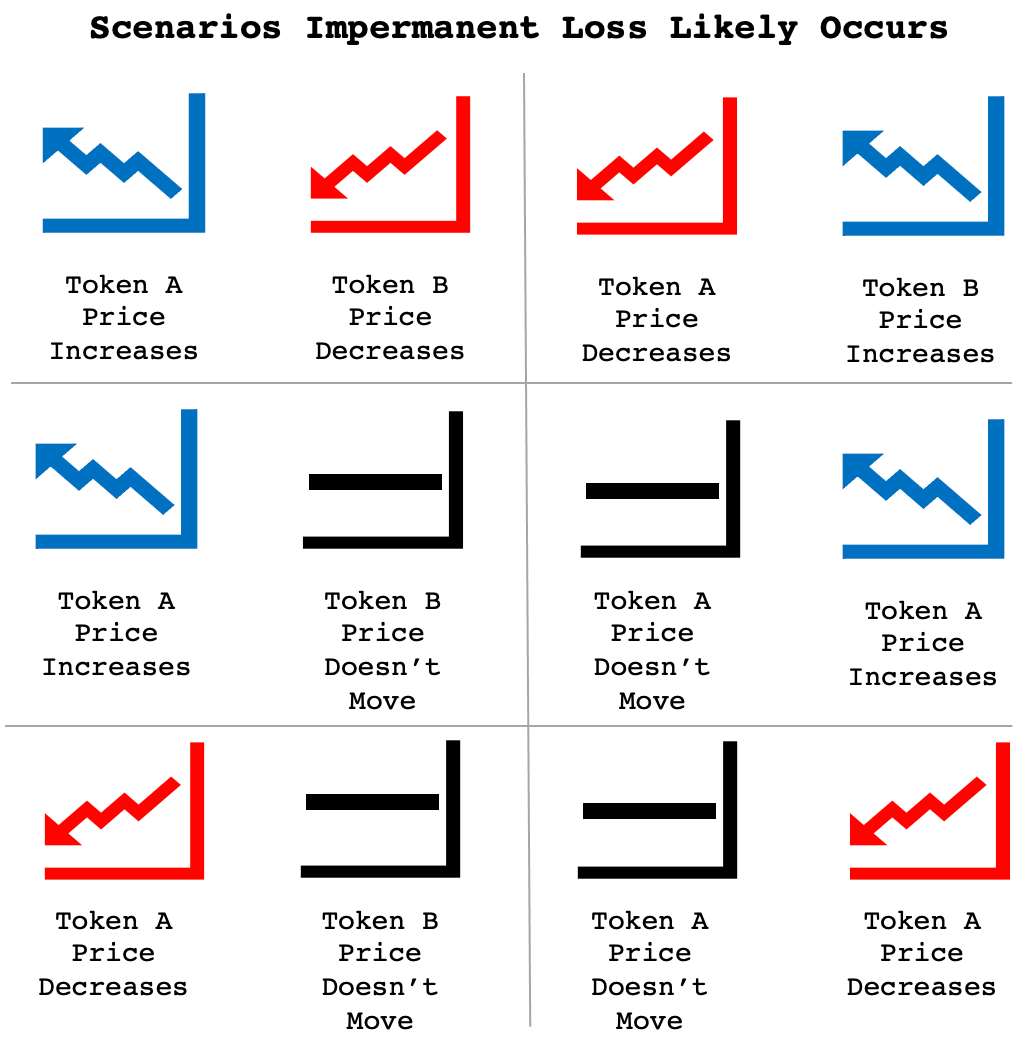 Scenarios Impermanent Loss Likely Occurs
Token A
Price
Increases
Token B
Price
Decreases
Token A
Price
Decreases
Token B
Price
Increases
Token A
Price
Increases
Token B
Price
Doesn't
Move
Token A
Price
Doesn't
Move
Token A
Price
Increases
Token A
Price
Decreases
Token B
Price
Doesn't
Move
Token A
Price
Doesn't
Move
Token A
Price
Decreases